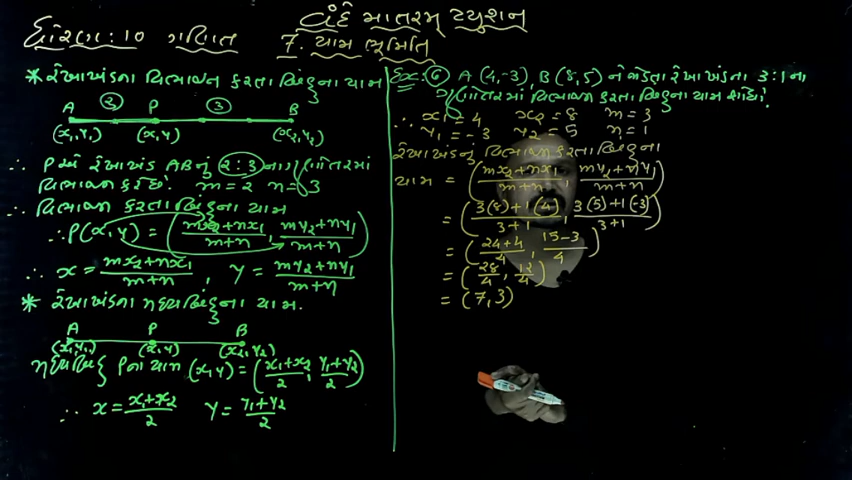 વંદે માતરમ્ ટ્યુશન
ધોરણ : 10 ગણિત 7. યામ ભૂમિતિ
* રેખાખંડના વિભાજન કરતા બિંદુના યામ
A ② P ③ B
(x₁,y₁) (x,y) (x₂,y₂)
∴ P એ રેખાખંડ ABનું 2:3 ના ગુણોત્તરમાં
વિભાજન કરે છે. m=2 n=3
∴ વિભાજન કરતા બિંદુના યામ
∴ P(x,y) = (mx₂+nx₁/m+n, my₂+ny₁/m+n)
∴ x = mx₂+nx₁/m+n, y = my₂+ny₁/m+n
* રેખાખંડના મધ્યબિંદુના યામ.
A P B
(x₁,y₁) (x,y) (x₂,y₂)
મધ્યબિંદુ Pના યામ (x,y) = (x₁+x₂/2, y₁+y₂/2)
∴ x = x₁+x₂/2 y = y₁+y₂/2
Ex: ⑥ A (4,-3), B (8,5) ને જોડતા રેખાખંડના 3:1 ના
ગુણોત્તરમાં વિભાજન કરતા બિંદુના યામ શોધો.
∴ x₁=4 x₂=8 m=3
y₁=-3 y₂=5 n=1
રેખાખંડનું વિભાજન કરતા બિંદુના
યામ = (mx₂+nx₁/m+n, my₂+ny₁/m+n)
= (3(8)+1(4)/3+1, 3(5)+1(-3)/3+1)
= (24+4/4, 15-3/4)
= (28/4, 12/4)
= (7,3)